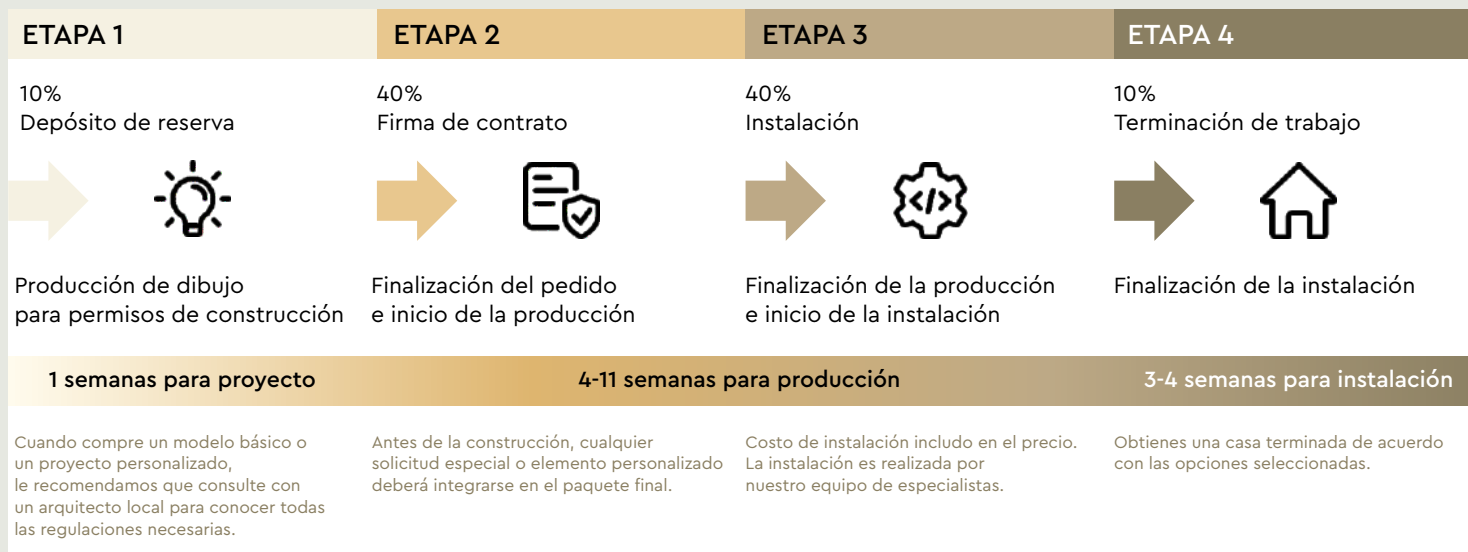 ETAPA 1
ETAPA 2
ETAPA 3
ETAPA 4
10%
Depósito de reserva
40%
Firma de contrato
40%
Instalación
10%
Terminación de trabajo
</>
Producción de dibujo
para permisos de construcción
Finalización del pedido
e inicio de la producción
Finalización de la producción
e inicio de la instalación
Finalización de la instalación
1 semanas para proyecto
4-11 semanas para producción
3-4 semanas para instalación
Cuando compre un modelo básico o
un proyecto personalizado,
le recomendamos que consulte con
un arquitecto local para conocer todas
las regulaciones necesarias.
Antes de la construcción, cualquier
solicitud especial o elemento personalizado
deberá integrarse en el paquete final.
Costo de instalación includo en el precio.
La instalación es realizada por
nuestro equipo de especialistas.
Obtienes una casa terminada de acuerdo
con las opciones seleccionadas.